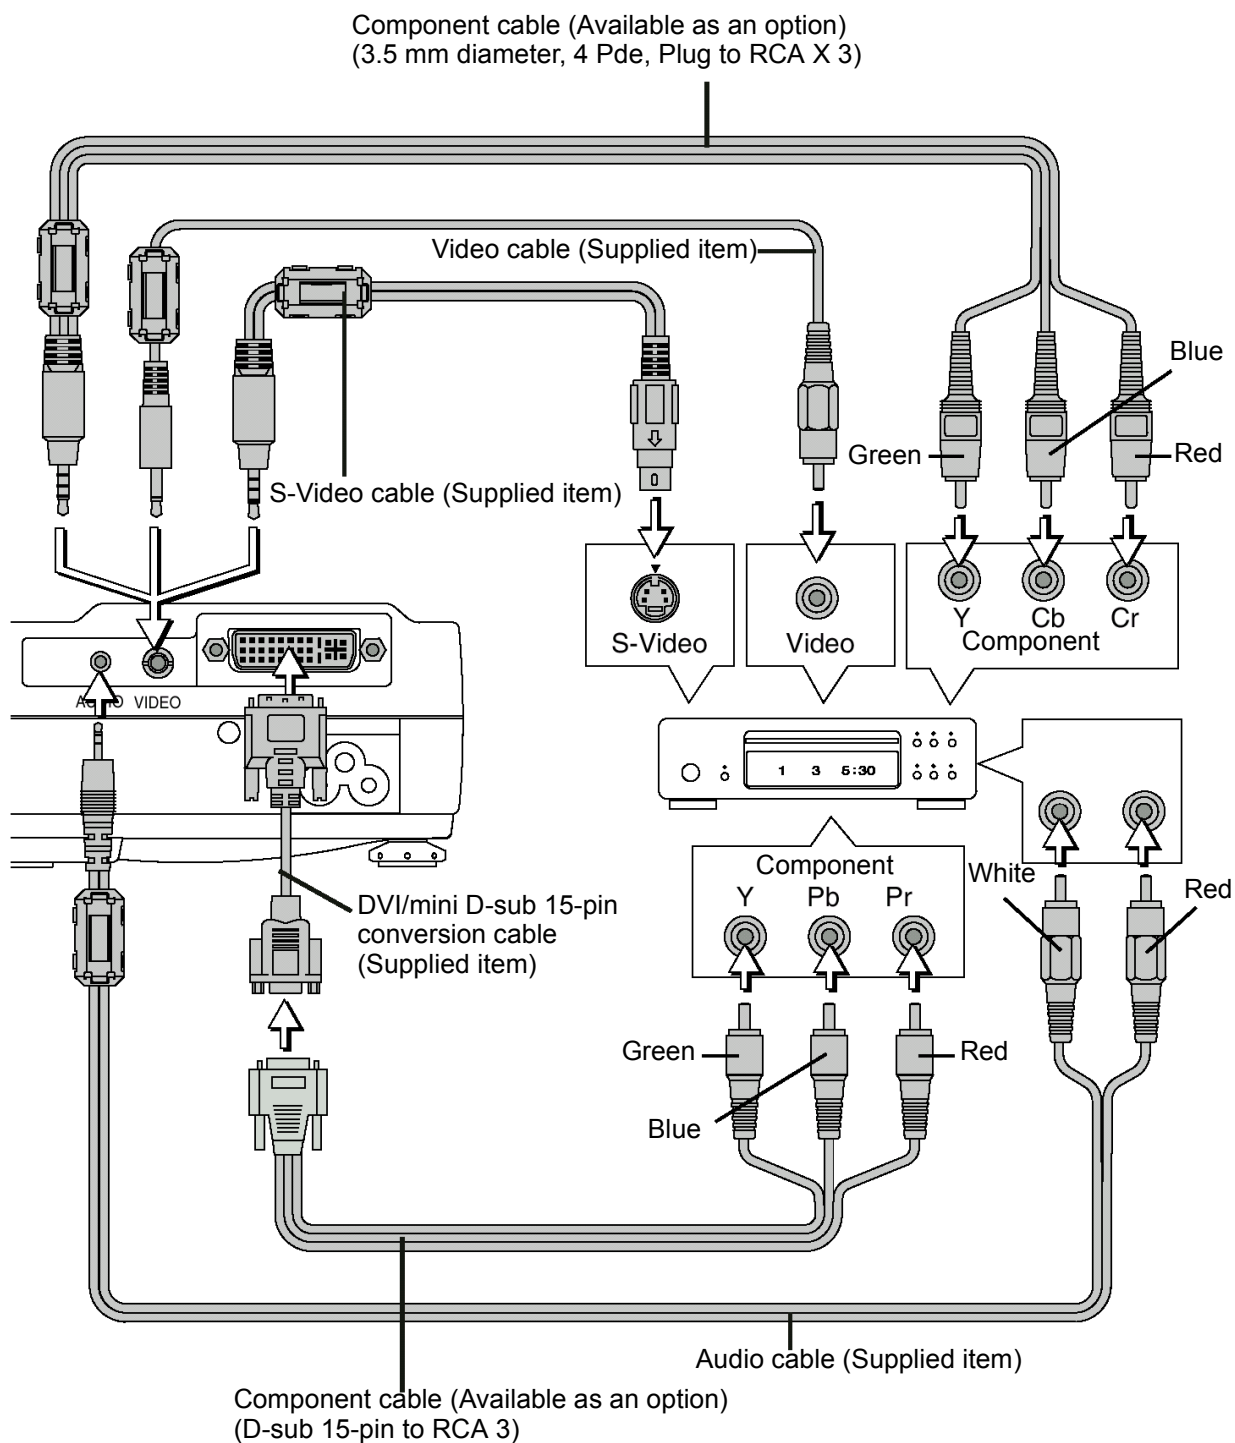 Component cable (Available as an option)
(3.5 mm diameter, 4 Pde, Plug to RCA X 3)
Video cable (Supplied item)
Blue
Green
Red
S-Video cable (Supplied item)
S-Video
Video
Y Cb Cr
Component
VIDEO
1 3 5:30
Component
Y Pb Pr
White
Red
DVI/mini D-sub 15-pin
conversion cable
(Supplied item)
Green
Red
Blue
Audio cable (Supplied item)
Component cable (Available as an option)
(D-sub 15-pin to RCA 3)